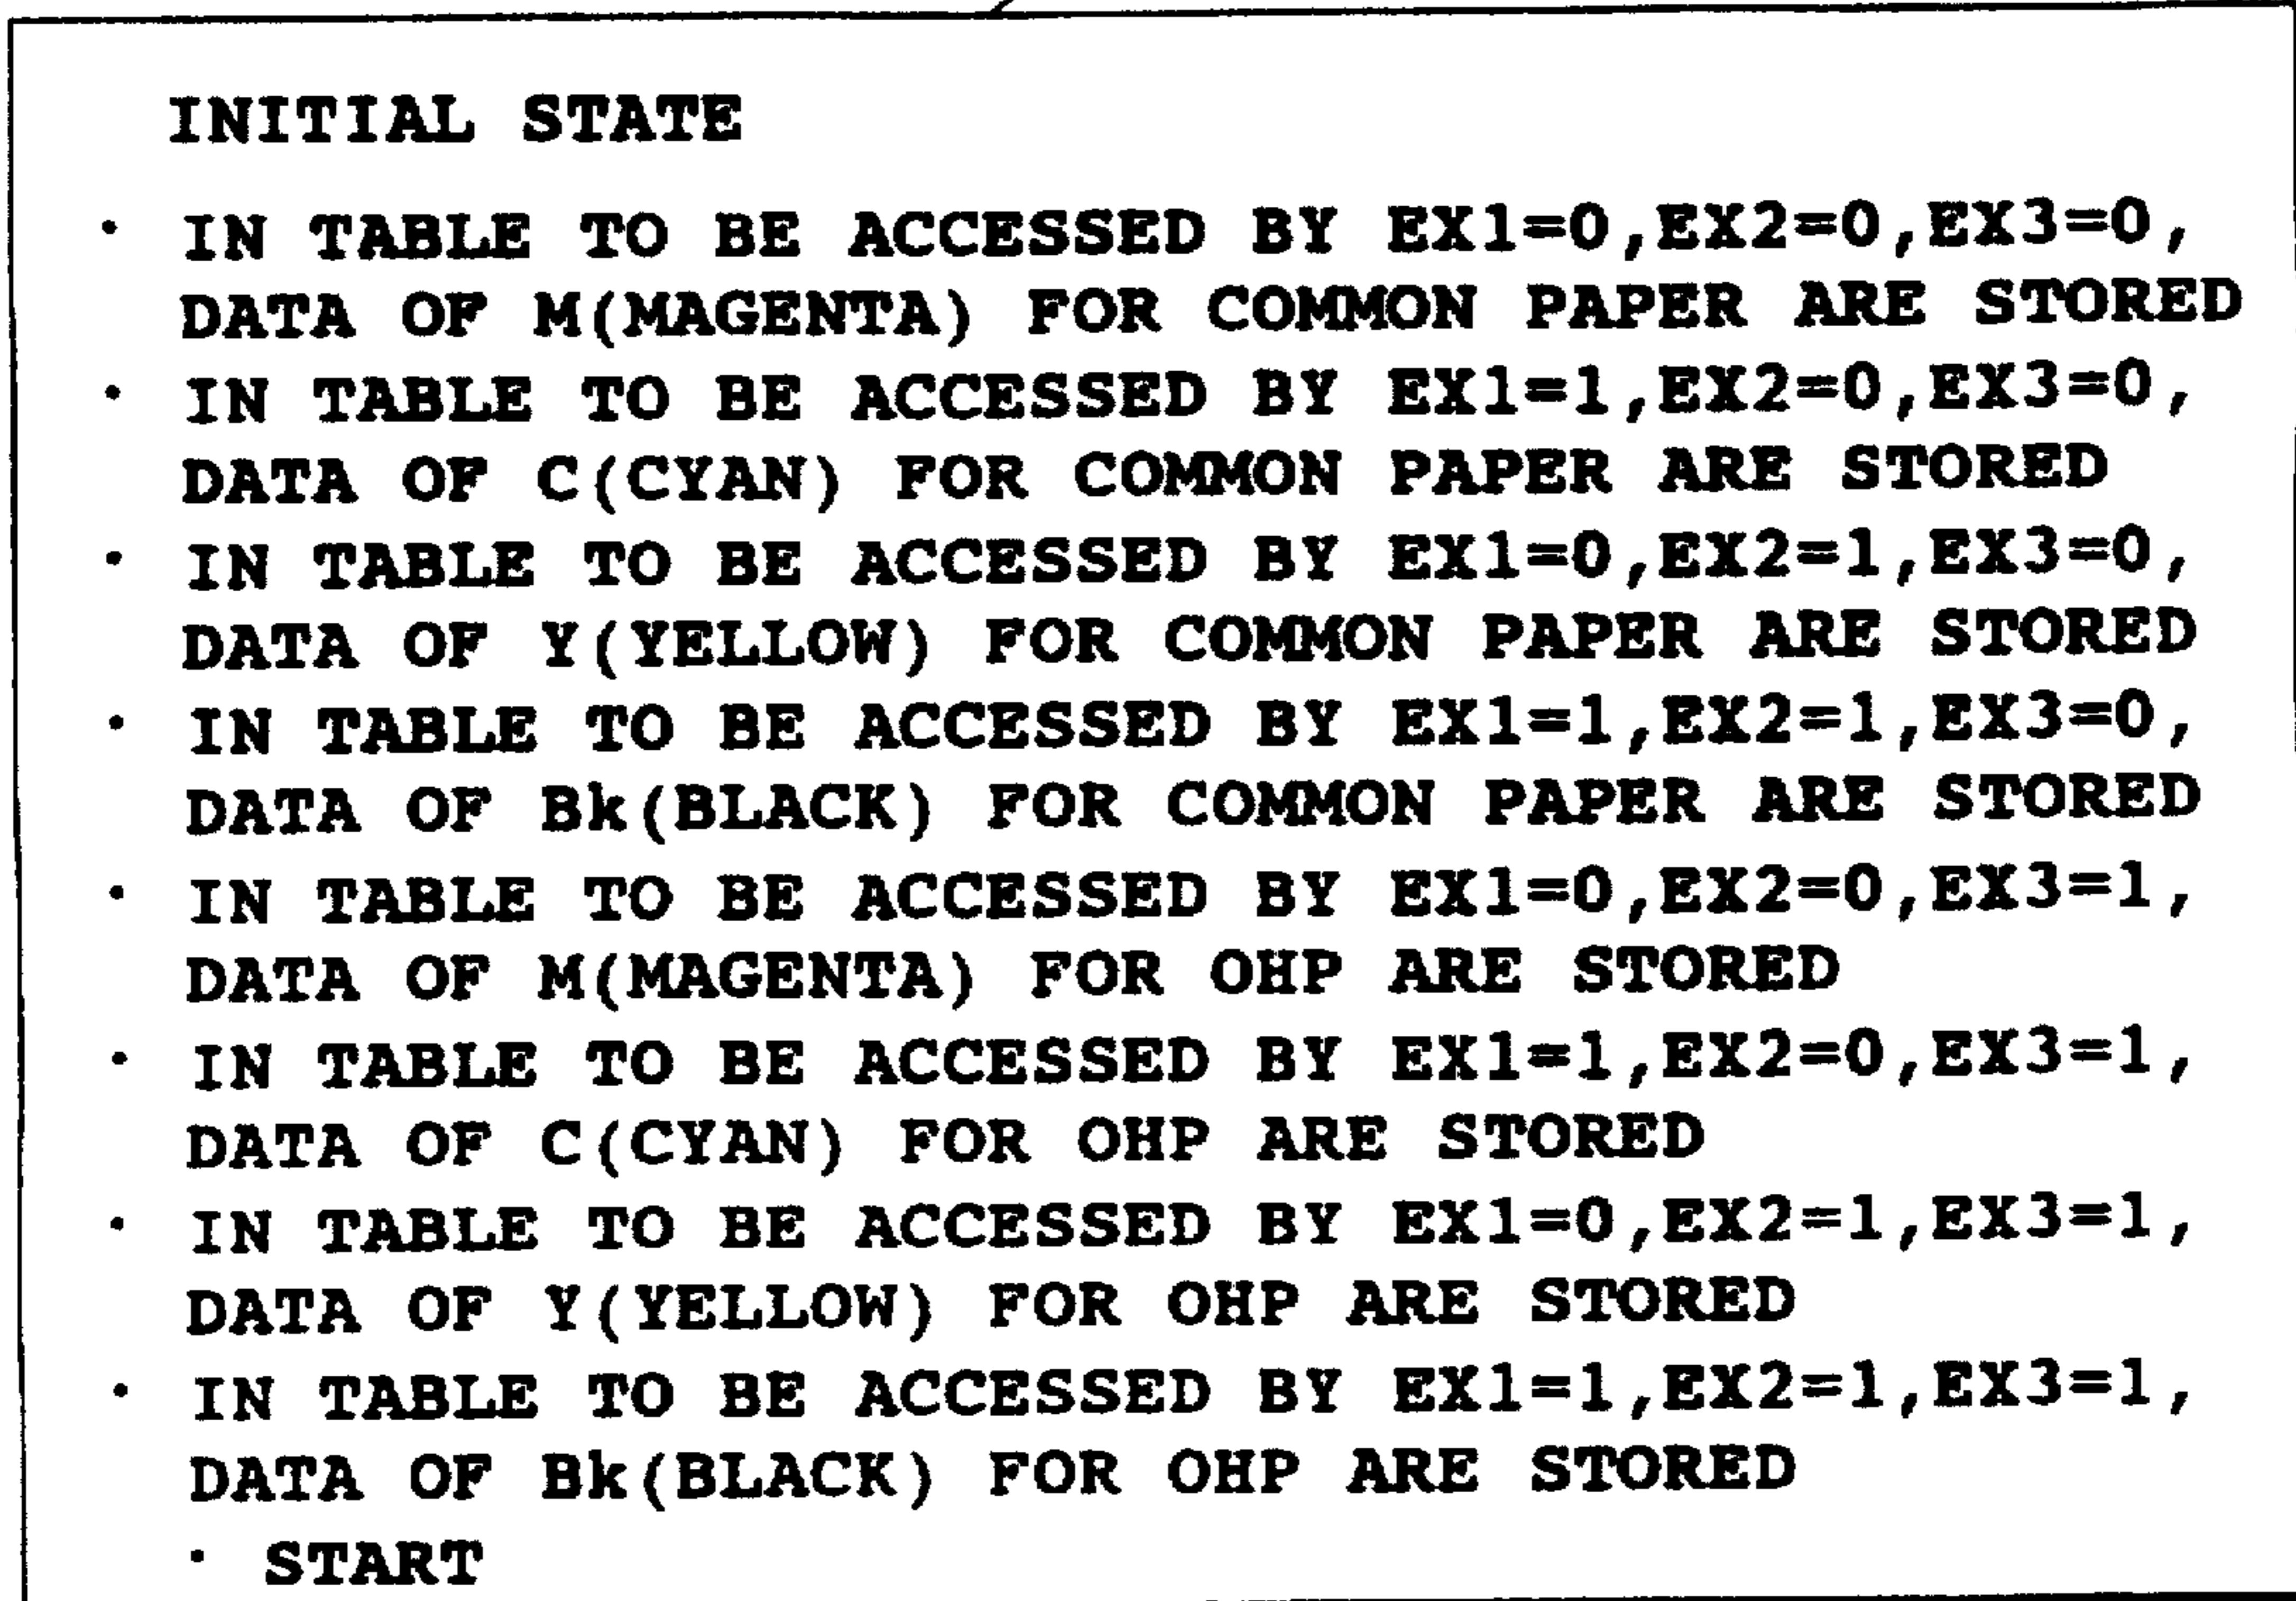 INITIAL STATE
· IN TABLE TO BE ACCESSED BY EX1=0,EX2=0,EX3=0,
DATA OF M(MAGENTA) FOR COMMON PAPER ARE STORED
· IN TABLE TO BE ACCESSED BY EX1=1,EX2=0,EX3=0,
DATA OF C(CYAN) FOR COMMON PAPER ARE STORED
· IN TABLE TO BE ACCESSED BY EX1=0,EX2=1,EX3=0,
DATA OF Y(YELLOW) FOR COMMON PAPER ARE STORED
· IN TABLE TO BE ACCESSED BY EX1=1,EX2=1,EX3=0,
DATA OF Bk(BLACK) FOR COMMON PAPER ARE STORED
· IN TABLE TO BE ACCESSED BY EX1=0,EX2=0,EX3=1,
DATA OF M(MAGENTA) FOR OHP ARE STORED
· IN TABLE TO BE ACCESSED BY EX1=1,EX2=0,EX3=1,
DATA OF C(CYAN) FOR OHP ARE STORED
· IN TABLE TO BE ACCESSED BY EX1=0,EX2=1,EX3=1,
DATA OF Y(YELLOW) FOR OHP ARE STORED
· IN TABLE TO BE ACCESSED BY EX1=1,EX2=1,EX3=1,
DATA OF Bk(BLACK) FOR OHP ARE STORED
· START